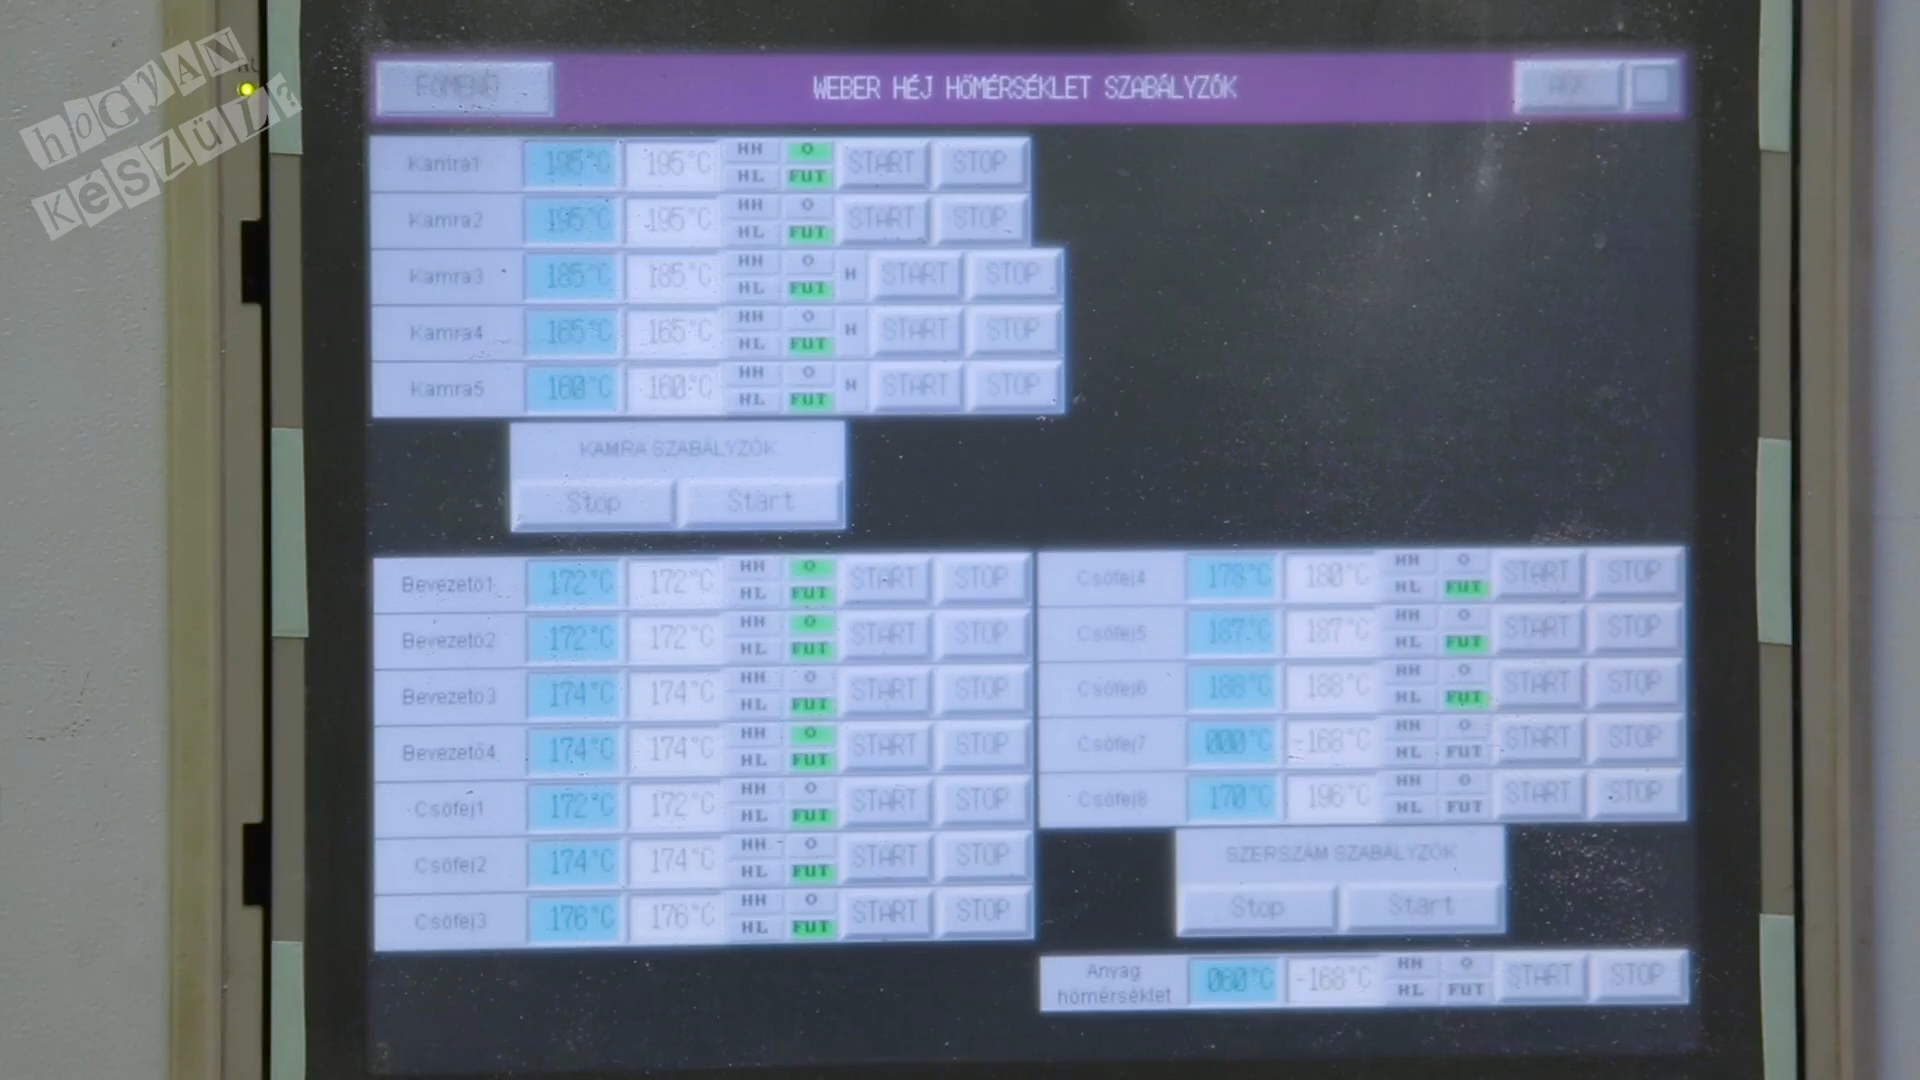 hOGYAN
KéSZÜL?
FŐMENÜ WEBER HÉJ HŐMÉRSÉKLET SZABÁLYZÓK
Kamra1 195°C 195°C HH O HL FUT START STOP
Kamra2 195°C 195°C HH O HL FUT START STOP
Kamra3 185°C 185°C HH O HL FUT H START STOP
Kamra4 165°C 165°C HH O HL FUT H START STOP
Kamra5 160°C 160°C HH O HL FUT H START STOP
KAMRA SZABÁLYZÓK
Stop Start
Bevezető1 172°C 172°C HH O HL FUT START STOP
Bevezető2 172°C 172°C HH O HL FUT START STOP
Bevezető3 174°C 174°C HH O HL FUT START STOP
Bevezető4 174°C 174°C HH O HL FUT START STOP
Csőfej1 172°C 172°C HH O HL FUT START STOP
Csőfej2 174°C 174°C HH O HL FUT START STOP
Csőfej3 176°C 176°C HH O HL FUT START STOP
Csőfej4 178°C 180°C HH O HL FUT START STOP
Csőfej5 187°C 187°C HH O HL FUT START STOP
Csőfej6 188°C 188°C HH O HL FUT START STOP
Csőfej7 000°C -168°C HH O HL FUT START STOP
Csőfej8 170°C 196°C HH O HL FUT START STOP
SZERSZÁM SZABÁLYZÓK
Stop Start
Anyag
hőmérséklet 060°C -168°C HH O HL FUT START STOP